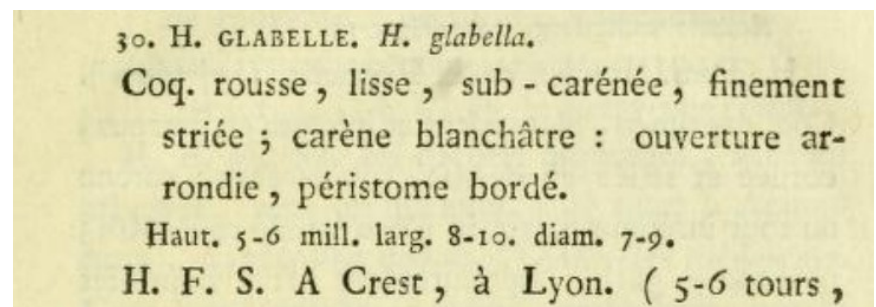 30. H. GLABELLE. H. glabella.
Coq. rousse, lisse, sub-carénée, finement
striée; carène blanchâtre : ouverture ar-
rondie, péristome bordé.
Haut. 5-6 mill. larg. 8-10. diam. 7-9.
H. F. S. A Crest, à Lyon. ( 5-6 tours,